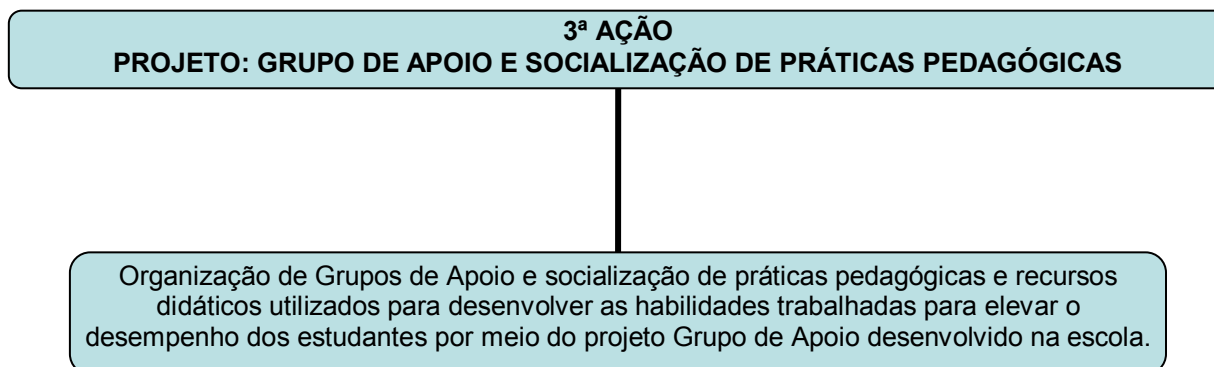 3ª AÇÃO
PROJETO: GRUPO DE APOIO E SOCIALIZAÇÃO DE PRÁTICAS PEDAGÓGICAS
Organização de Grupos de Apoio e socialização de práticas pedagógicas e recursos
didáticos utilizados para desenvolver as habilidades trabalhadas para elevar o
desempenho dos estudantes por meio do projeto Grupo de Apoio desenvolvido na escola.